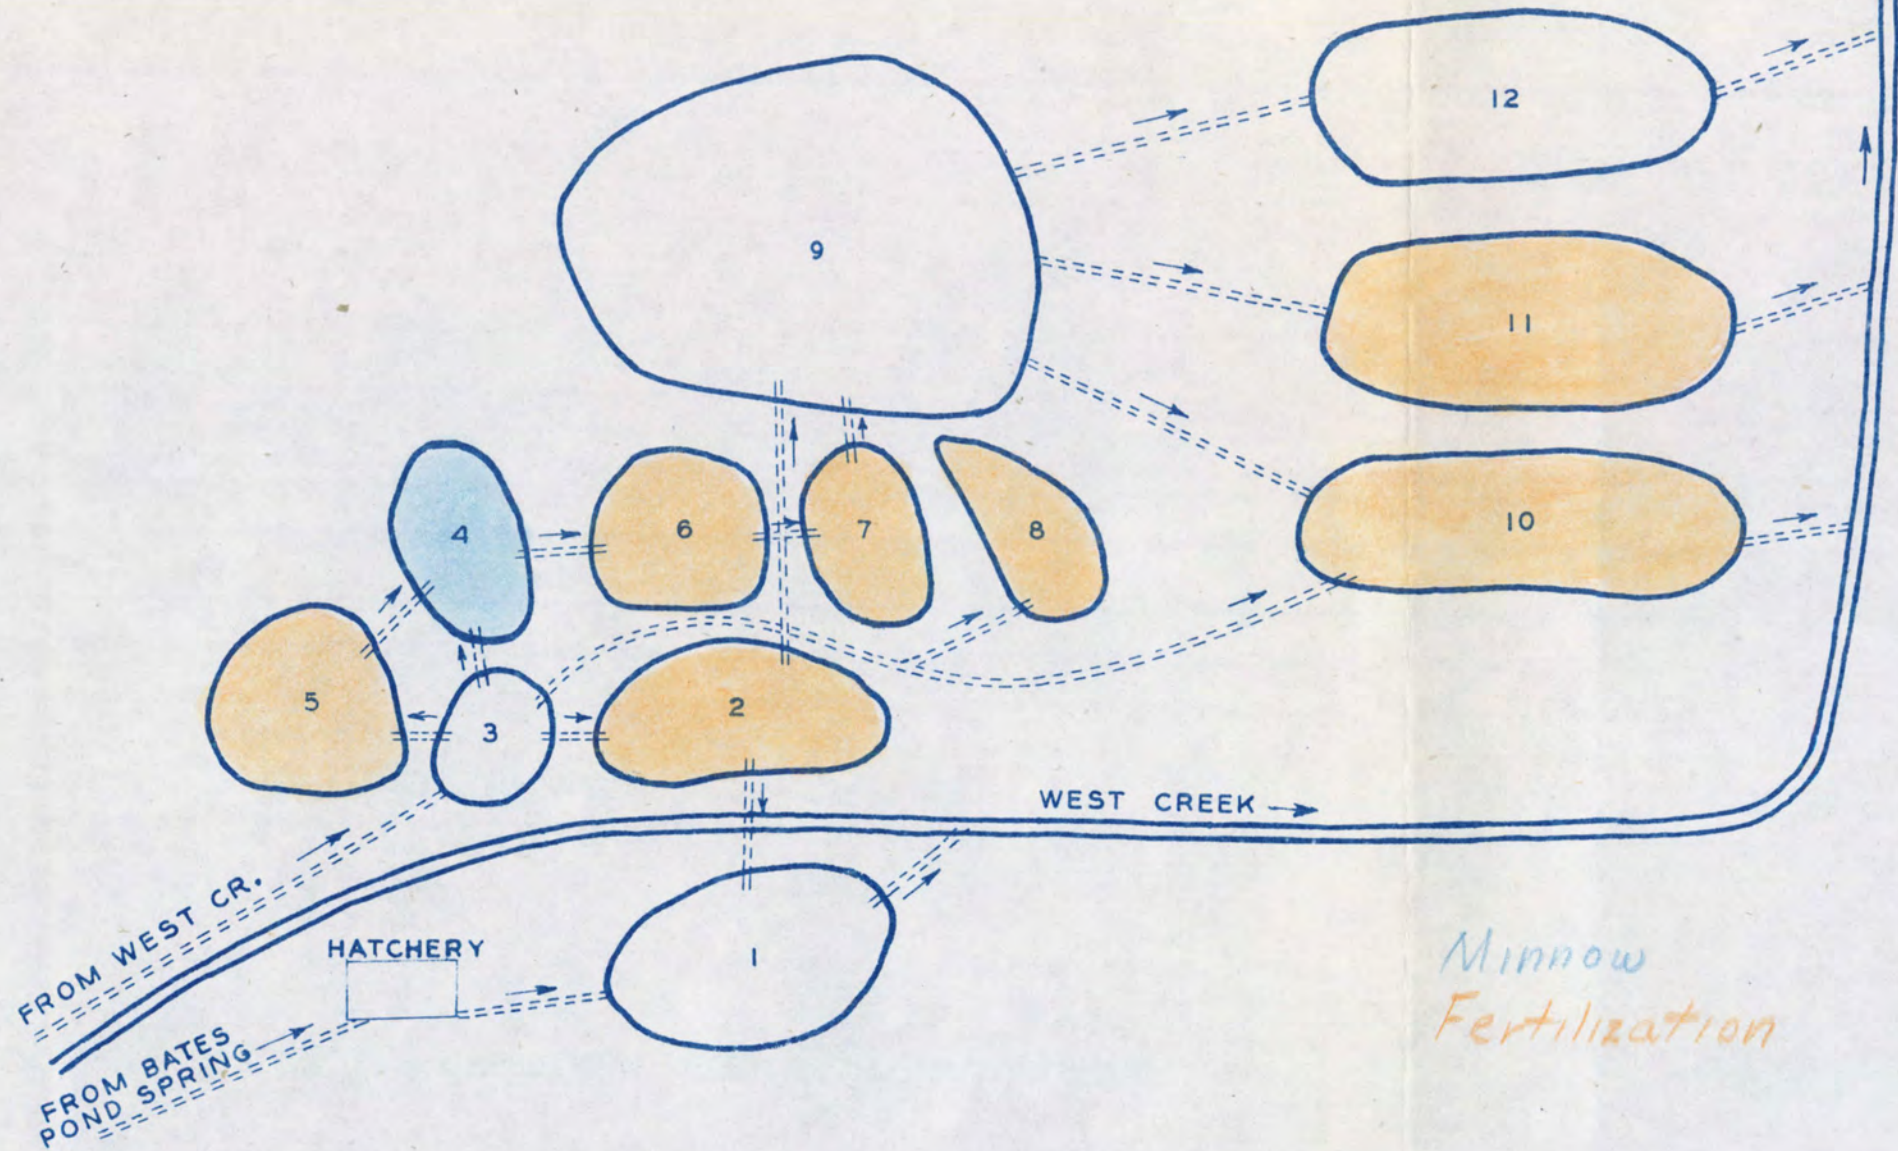 12
9
11
4
6
7
8
10
5
3
2
WEST CREEK
FROM WEST CR.
HATCHERY
1
FROM BATES
POND SPRING
Minnow
Fertilization